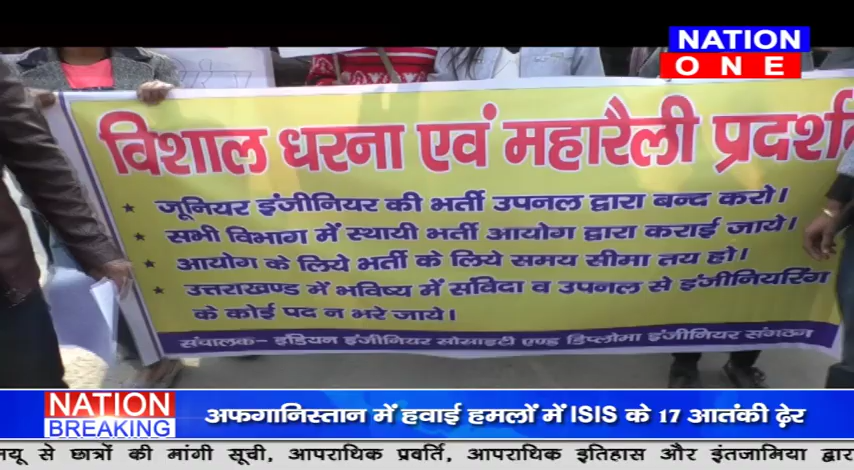 NATION
ONE
विशाल धरना एवं महारैली प्रदर्शन
★ जूनियर इंजीनियर की भर्ती उपनल द्वारा बन्द करो।
★ सभी विभाग में स्थायी भर्ती आयोग द्वारा कराई जाये।
★ आयोग के लिये भर्ती के लिये समय सीमा तय हो।
★ उत्तराखण्ड में भविष्य में संविदा व उपनल से इंजीनियरिंग
के कोई पद न भरे जाये।
संचालक- इंडियन इंजीनियर सोसाइटी एण्ड डिप्लोमा इंजीनियर संगठन
NATION
BREAKING
अफगानिस्तान में हवाई हमलों में ISIS के 17 आतंकी ढ़ेर
से छात्रों की मांगी सूची, आपराधिक प्रवर्ति, आपराधिक इतिहास और इंतजामिया